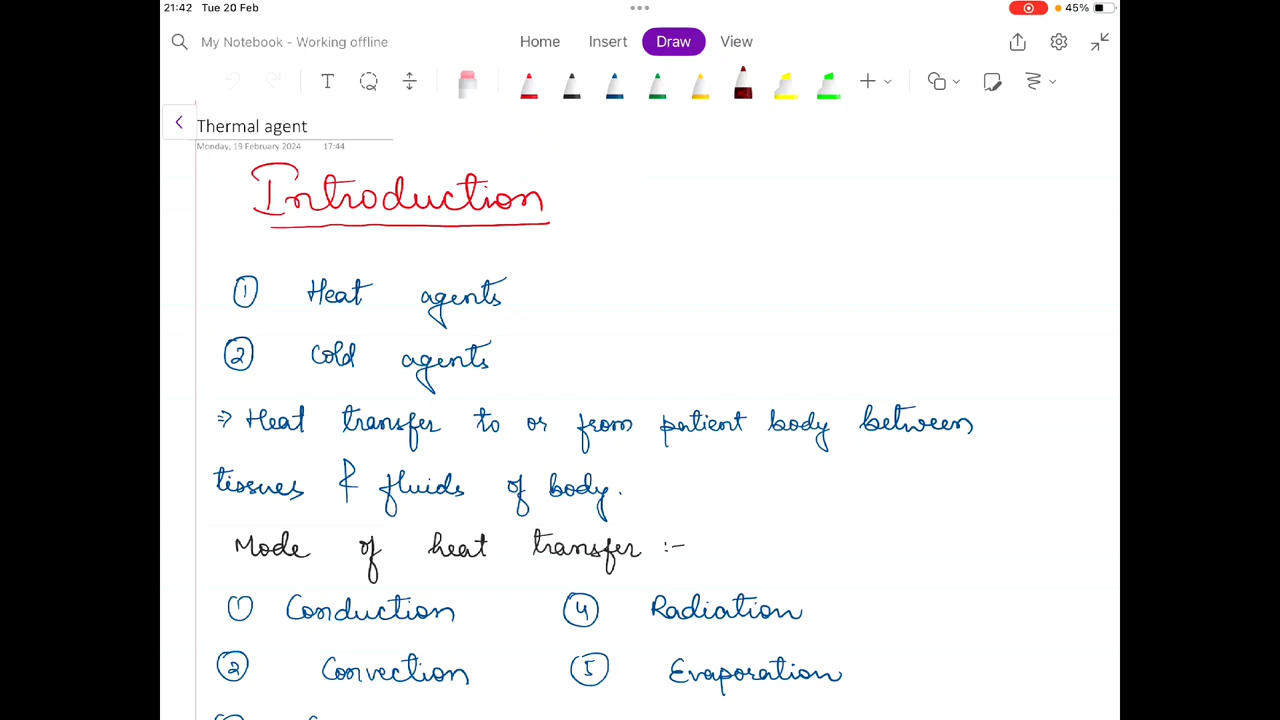 21:42 Tue 20 Feb 45%
My Notebook - Working offline Home Insert Draw View
Thermal agent
Monday, 19 February 2024 17:44
Introduction
① Heat agents
② Cold agents
⇒ Heat transfer to or from patient body between
tissues & fluids of body.
Mode of heat transfer :-
① Conduction ④ Radiation
② Convection ⑤ Evaporation